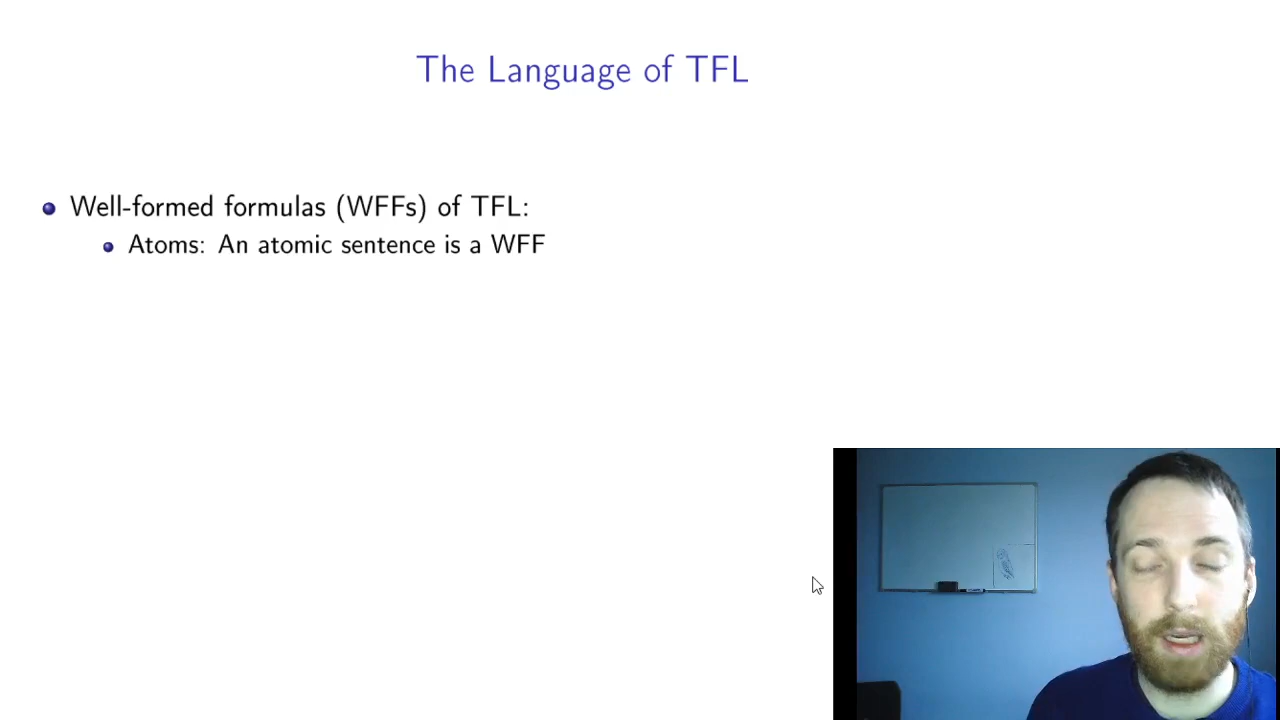 The Language of TFL
Well-formed formulas (WFFs) of TFL:
Atoms: An atomic sentence is a WFF